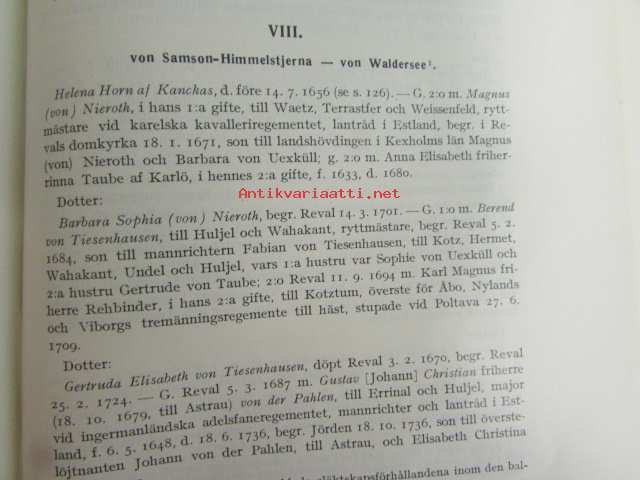 VIII.
von Samson-Himmelstjerna — von Waldersee¹.
Helena Horn af Kanchas, d. före 14. 7. 1656 (se s. 126). — G. 2:o m. Magnus
(von) Nieroth, i hans 1:a gifte, till Waetz, Terrastfer och Weissenfeld, rytt-
mästare vid karelska kavalleriregementet, lantråd i Estland, begr. i Re-
vals domkyrka 18. 1. 1671, son till landshövdingen i Kexholms län Magnus
(von) Nieroth och Barbara von Uexküll; g. 2:o m. Anna Elisabeth friher-
rinna Taube af Karlö, i hennes 2:a gifte, f. 1633, d. 1680.
Antikvariaatti.net
Dotter:
Barbara Sophia (von) Nieroth, begr. Reval 14. 3. 1701. — G. 1:o m. Berend
von Tiesenhausen, till Huljel och Wahakant, ryttmästare, begr. Reval 5. 2.
1684, son till mannrichtern Fabian von Tiesenhausen, till Kotz, Hermet,
Wahakant, Undel och Huljel, vars 1:a hustru var Sophie von Uexküll och
2:a hustru Gertrude von Taube; 2:o Reval 11. 9. 1694 m. Karl Magnus fri-
herre Rehbinder, i hans 2:a gifte, till Kotztum, överste för Åbo, Nylands
och Viborgs tremänningsregemente till häst, stupade vid Poltava 27. 6.
1709.
Dotter:
Gertruda Elisabeth von Tiesenhausen, döpt Reval 3. 2. 1670, begr. Reval
25. 2. 1724. — G. Reval 5. 3. 1687 m. Gustav [Johann] Christian friherre
(18. 10. 1679, till Astrau) von der Pahlen, till Errinal och Huljel, major
vid ingermanländska adelsfaneregementet, mannrichter och lantråd i Est-
land, f. 6. 5. 1648, d. 18. 6. 1736, begr. Jörden 18. 10. 1736, son till överste-
löjtnanten Johann von der Pahlen, till Astrau, och Elisabeth Christina
släktskapsförhållandena inom den bal-